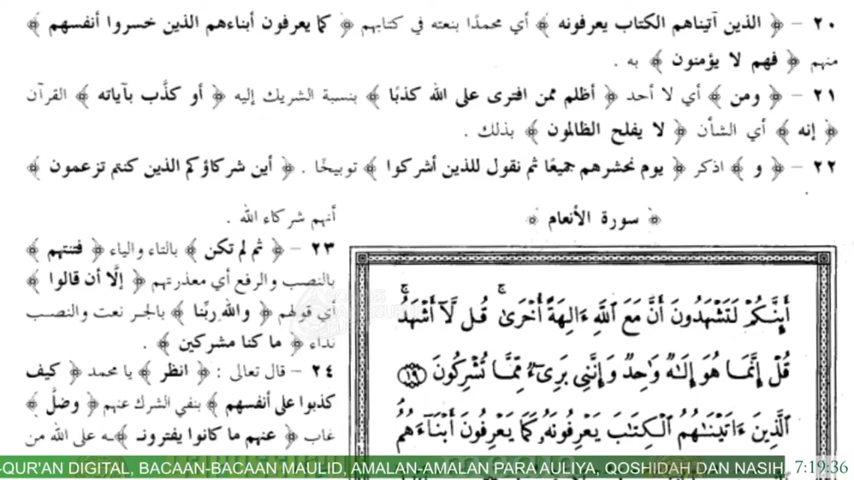 ٢٠ – ﴿ الذين آتيناهم الكتاب يعرفونه ﴾ أي محمدًا بنعته في كتابهم ﴿ كما يعرفون أبناءهم الذين خسروا أنفسهم ﴾
منهم ﴿ فهم لا يؤمنون ﴾ به .
٢١ – ﴿ ومن ﴾ أي لا أحد ﴿ أظلم ممن افترى على الله كذبًا ﴾ بنسبة الشريك إليه ﴿ أو كذَّب بآياته ﴾ القرآن
﴿ إنه ﴾ أي الشأن ﴿ لا يفلح الظالمون ﴾ بذلك .
٢٢ – ﴿ و ﴾ اذكر ﴿ يوم نحشرهم جميعًا ثم نقول للذين أشركوا ﴾ توبيخًا . ﴿ أين شركاؤكم الذين كنتم تزعمون ﴾
أنهم شركاء الله .
٢٣ – ﴿ ثم لم تكن ﴾ بالتاء والياء ﴿ فتنتهم ﴾
بالنصب والرفع أي معذرتهم ﴿ إلَّا أن قالوا ﴾
أي قولهم ﴿ والله ربِّنا ﴾ بالجر نعت والنصب
نداء ﴿ ما كنا مشركين ﴾ .
٢٤ – قال تعالى : ﴿ انظر ﴾ يا محمد ﴿ كيف
كذبوا على أنفسهم ﴾ بنفي الشرك عنهم ﴿ وضلَّ ﴾
غاب ﴿ عنهم ما كانوا يفترونـ ﴾ـه على الله من
﴿ سورة الأنعام ﴾
أَئِنَّكُمْ لَتَشْهَدُونَ أَنَّ مَعَ اللَّهِ ءَالِهَةً أُخْرَىٰ ۚ قُل لَّا أَشْهَدُ ۚ
قُلْ إِنَّمَا هُوَ إِلَٰهٌ وَاحِدٌ وَإِنَّنِي بَرِيءٌ مِّمَّا تُشْرِكُونَ ١٩
الَّذِينَ ءَاتَيْنَٰهُمُ الْكِتَٰبَ يَعْرِفُونَهُ كَمَا يَعْرِفُونَ أَبْنَاءَهُمُ
-QUR'AN DIGITAL, BACAAN-BACAAN MAULID, AMALAN-AMALAN PARA AULIYA, QOSHIDAH DAN NASIH
7:19:36